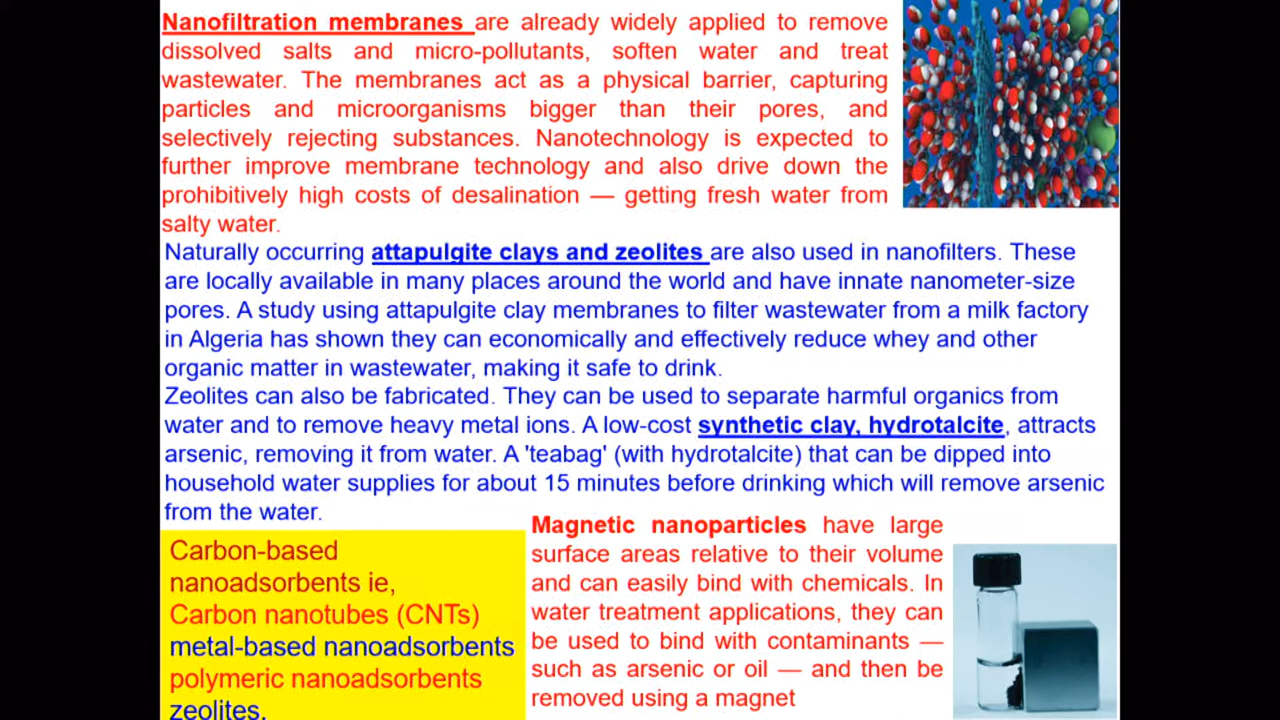 Nanofiltration membranes are already widely applied to remove
dissolved salts and micro-pollutants, soften water and treat
wastewater. The membranes act as a physical barrier, capturing
particles and microorganisms bigger than their pores, and
selectively rejecting substances. Nanotechnology is expected to
further improve membrane technology and also drive down the
prohibitively high costs of desalination — getting fresh water from
salty water.
Naturally occurring attapulgite clays and zeolites are also used in nanofilters. These
are locally available in many places around the world and have innate nanometer-size
pores. A study using attapulgite clay membranes to filter wastewater from a milk factory
in Algeria has shown they can economically and effectively reduce whey and other
organic matter in wastewater, making it safe to drink.
Zeolites can also be fabricated. They can be used to separate harmful organics from
water and to remove heavy metal ions. A low-cost synthetic clay, hydrotalcite, attracts
arsenic, removing it from water. A 'teabag' (with hydrotalcite) that can be dipped into
household water supplies for about 15 minutes before drinking which will remove arsenic
from the water.
Carbon-based
nanoadsorbents ie,
Carbon nanotubes (CNTs)
metal-based nanoadsorbents
polymeric nanoadsorbents
zeolites.
Magnetic nanoparticles have large
surface areas relative to their volume
and can easily bind with chemicals. In
water treatment applications, they can
be used to bind with contaminants —
such as arsenic or oil — and then be
removed using a magnet